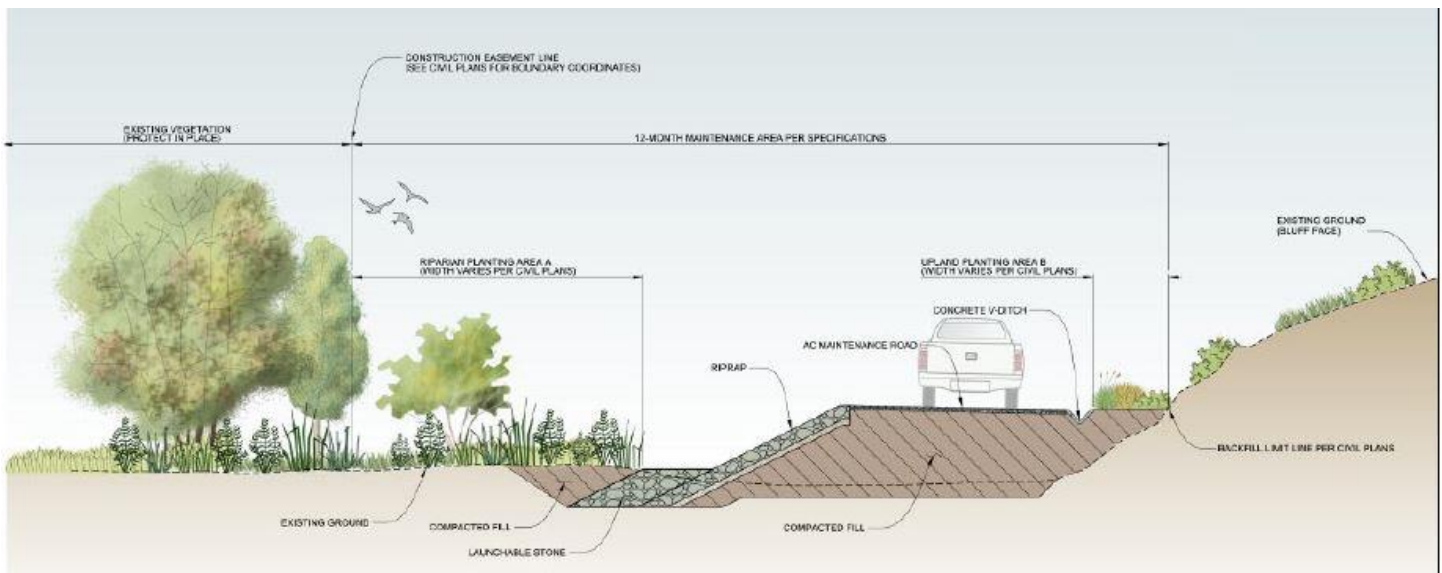 CONSTRUCTION EASEMENT LINE
(SEE CIVIL PLANS FOR BOUNDARY COORDINATES)
EXISTING VEGETATION
(PROTECT IN PLACE)
12-MONTH MAINTENANCE AREA PER SPECIFICATIONS
EXISTING GROUND
(BLUFF FACE)
RIPARIAN PLANTING AREA A
(WIDTH VARIES PER CIVIL PLANS)
UPLAND PLANTING AREA B
(WIDTH VARIES PER CIVIL PLANS)
CONCRETE V-DITCH
AC MAINTENANCE ROAD
RIPRAP
BACKFILL LIMIT LINE PER CIVIL PLANS
EXISTING GROUND
COMPACTED FILL
COMPACTED FILL
LAUNCHABLE STONE